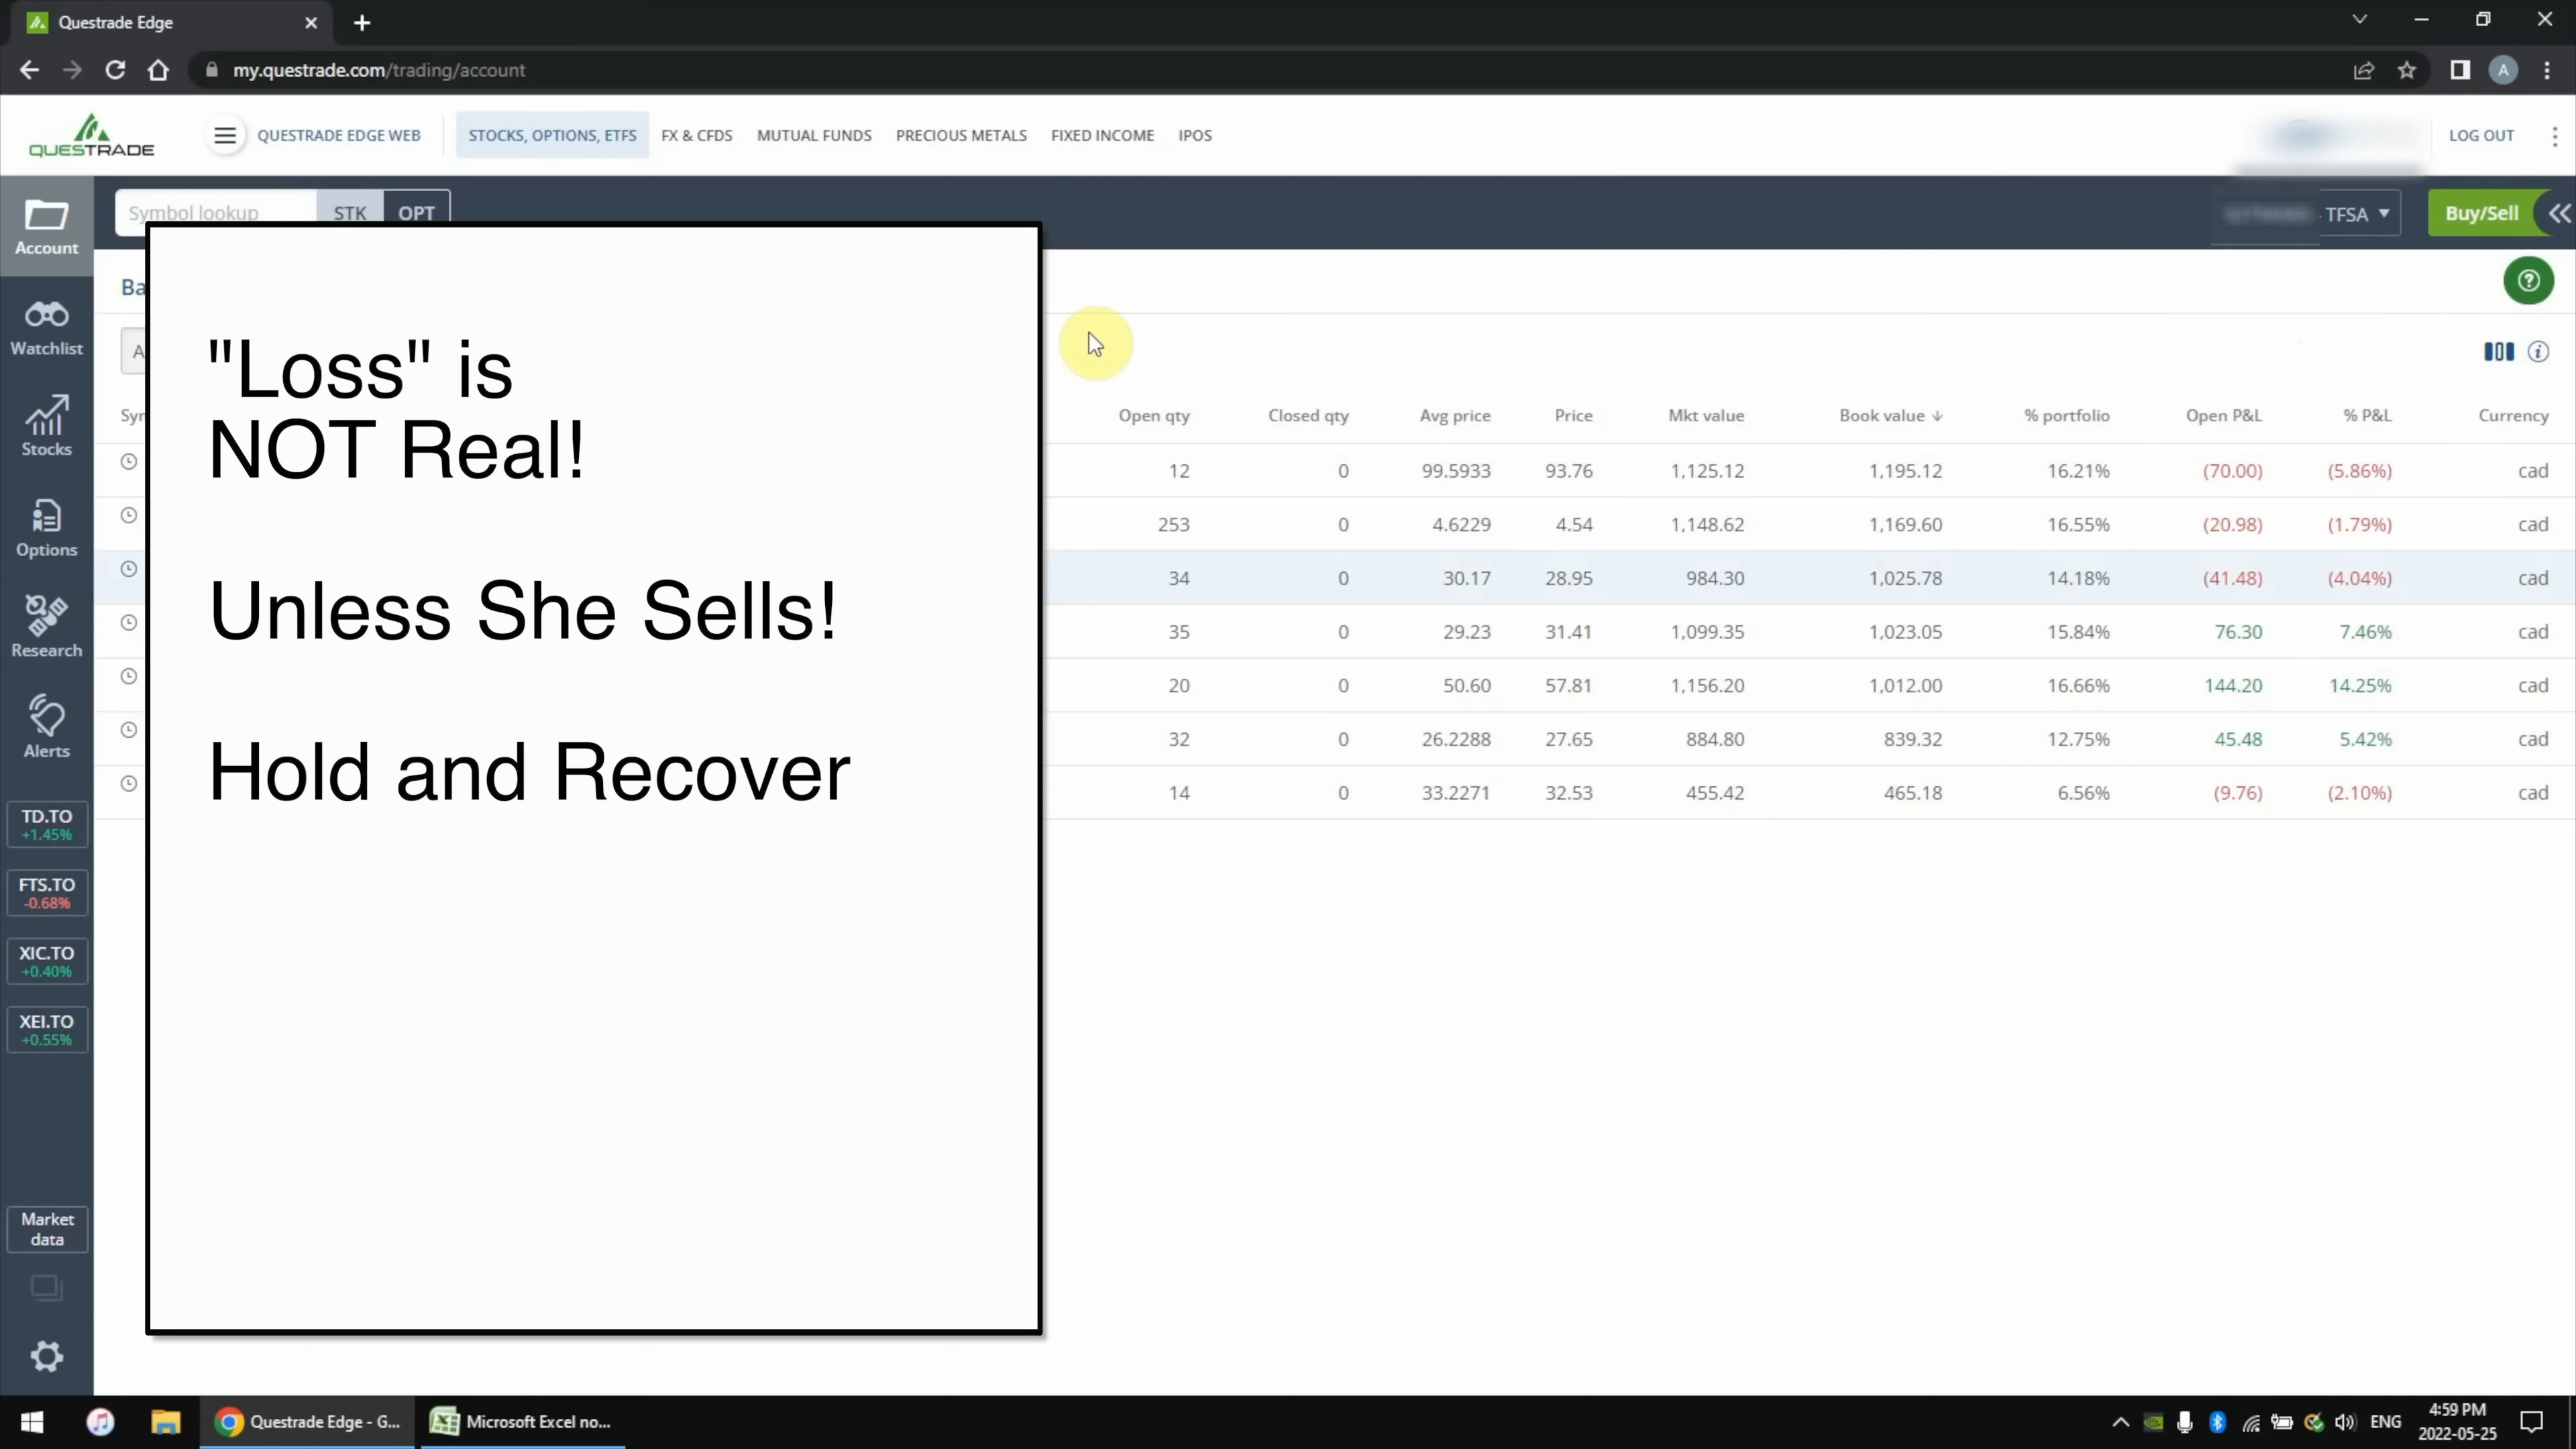 Questrade Edge
my.questrade.com/trading/account
QUESTRADE
QUESTRADE EDGE WEB
STOCKS, OPTIONS, ETFS
FX & CFDS
MUTUAL FUNDS
PRECIOUS METALS
FIXED INCOME
IPOS
LOG OUT
A
Symbol lookup
STK
OPT
TFSA
Buy/Sell
Account
Watchlist
Stocks
Options
Research
Alerts
TD.TO
+1.45%
FTS.TO
-0.68%
XIC.TO
+0.40%
XEI.TO
+0.55%
Market
data
"Loss" is
NOT Real!
Unless She Sells!
Hold and Recover
Open qty Closed qty Avg price Price Mkt value Book value % portfolio Open P&L % P&L Currency
12 0 99.5933 93.76 1,125.12 1,195.12 16.21% (70.00) (5.86%) cad
253 0 4.6229 4.54 1,148.62 1,169.60 16.55% (20.98) (1.79%) cad
34 0 30.17 28.95 984.30 1,025.78 14.18% (41.48) (4.04%) cad
35 0 29.23 31.41 1,099.35 1,023.05 15.84% 76.30 7.46% cad
20 0 50.60 57.81 1,156.20 1,012.00 16.66% 144.20 14.25% cad
32 0 26.2288 27.65 884.80 839.32 12.75% 45.48 5.42% cad
14 0 33.2271 32.53 455.42 465.18 6.56% (9.76) (2.10%) cad
Questrade Edge - G...
Microsoft Excel no...
ENG
4:59 PM
2022-05-25